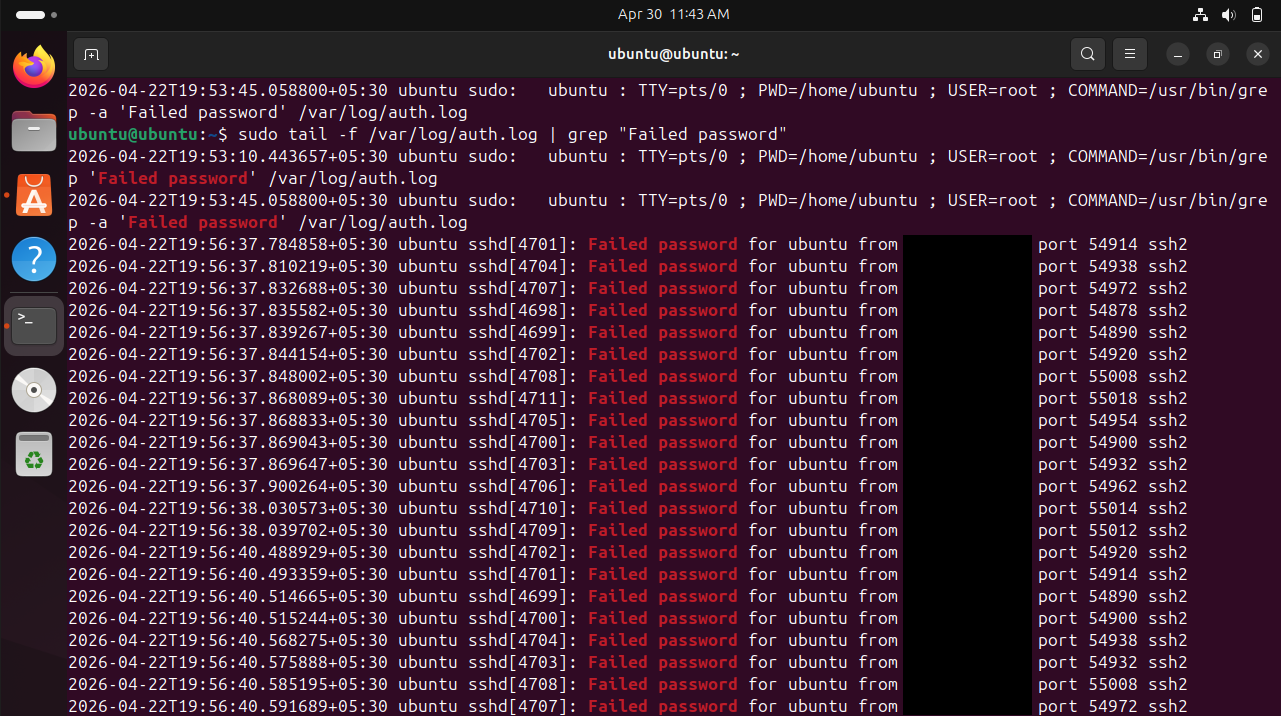 Apr 30 11:43 AM
ubuntu@ubuntu: ~
2026-04-22T19:53:45.058800+05:30 ubuntu sudo:   ubuntu : TTY=pts/0 ; PWD=/home/ubuntu ; USER=root ; COMMAND=/usr/bin/gre
p -a 'Failed password' /var/log/auth.log
ubuntu@ubuntu:~$ sudo tail -f /var/log/auth.log | grep "Failed password"
2026-04-22T19:53:10.443657+05:30 ubuntu sudo:   ubuntu : TTY=pts/0 ; PWD=/home/ubuntu ; USER=root ; COMMAND=/usr/bin/gre
p 'Failed password' /var/log/auth.log
2026-04-22T19:53:45.058800+05:30 ubuntu sudo:   ubuntu : TTY=pts/0 ; PWD=/home/ubuntu ; USER=root ; COMMAND=/usr/bin/gre
p -a 'Failed password' /var/log/auth.log
2026-04-22T19:56:37.784858+05:30 ubuntu sshd[4701]: Failed password for ubuntu from port 54914 ssh2
2026-04-22T19:56:37.810219+05:30 ubuntu sshd[4704]: Failed password for ubuntu from port 54938 ssh2
2026-04-22T19:56:37.832688+05:30 ubuntu sshd[4707]: Failed password for ubuntu from port 54972 ssh2
2026-04-22T19:56:37.835582+05:30 ubuntu sshd[4698]: Failed password for ubuntu from port 54878 ssh2
2026-04-22T19:56:37.839267+05:30 ubuntu sshd[4699]: Failed password for ubuntu from port 54890 ssh2
2026-04-22T19:56:37.844154+05:30 ubuntu sshd[4702]: Failed password for ubuntu from port 54920 ssh2
2026-04-22T19:56:37.848002+05:30 ubuntu sshd[4708]: Failed password for ubuntu from port 55008 ssh2
2026-04-22T19:56:37.868089+05:30 ubuntu sshd[4711]: Failed password for ubuntu from port 55018 ssh2
2026-04-22T19:56:37.868833+05:30 ubuntu sshd[4705]: Failed password for ubuntu from port 54954 ssh2
2026-04-22T19:56:37.869043+05:30 ubuntu sshd[4700]: Failed password for ubuntu from port 54900 ssh2
2026-04-22T19:56:37.869647+05:30 ubuntu sshd[4703]: Failed password for ubuntu from port 54932 ssh2
2026-04-22T19:56:37.900264+05:30 ubuntu sshd[4706]: Failed password for ubuntu from port 54962 ssh2
2026-04-22T19:56:38.030573+05:30 ubuntu sshd[4710]: Failed password for ubuntu from port 55014 ssh2
2026-04-22T19:56:38.039702+05:30 ubuntu sshd[4709]: Failed password for ubuntu from port 55012 ssh2
2026-04-22T19:56:40.488929+05:30 ubuntu sshd[4702]: Failed password for ubuntu from port 54920 ssh2
2026-04-22T19:56:40.493359+05:30 ubuntu sshd[4701]: Failed password for ubuntu from port 54914 ssh2
2026-04-22T19:56:40.514665+05:30 ubuntu sshd[4699]: Failed password for ubuntu from port 54890 ssh2
2026-04-22T19:56:40.515244+05:30 ubuntu sshd[4700]: Failed password for ubuntu from port 54900 ssh2
2026-04-22T19:56:40.568275+05:30 ubuntu sshd[4704]: Failed password for ubuntu from port 54938 ssh2
2026-04-22T19:56:40.575888+05:30 ubuntu sshd[4703]: Failed password for ubuntu from port 54932 ssh2
2026-04-22T19:56:40.585195+05:30 ubuntu sshd[4708]: Failed password for ubuntu from port 55008 ssh2
2026-04-22T19:56:40.591689+05:30 ubuntu sshd[4707]: Failed password for ubuntu from port 54972 ssh2